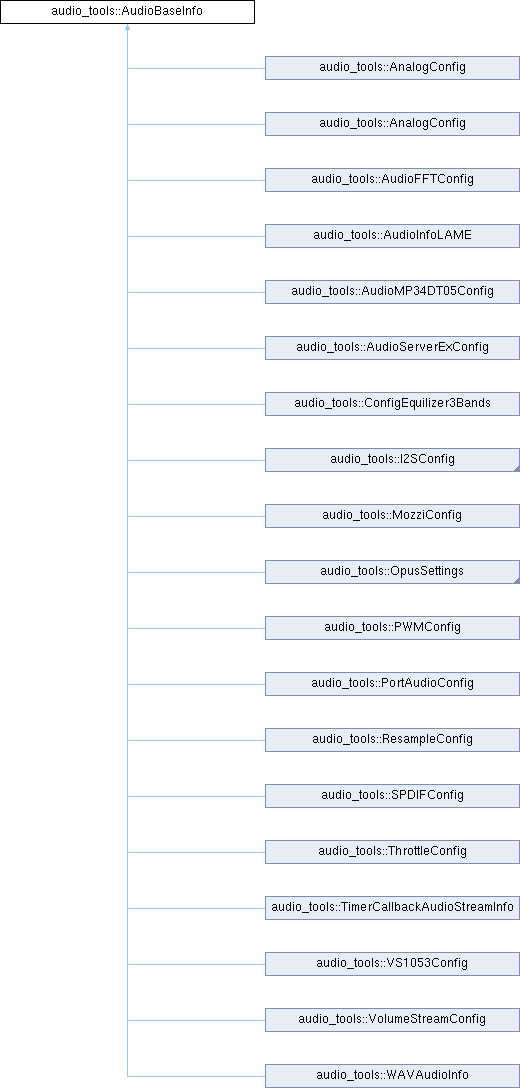 audio_tools::AudioBaseInfo
audio_tools::AnalogConfig
audio_tools::AnalogConfig
audio_tools::AudioFFTConfig
audio_tools::AudioInfoLAME
audio_tools::AudioMP34DT05Config
audio_tools::AudioServerExConfig
audio_tools::ConfigEquilizer3Bands
audio_tools::I2SConfig
audio_tools::MozziConfig
audio_tools::OpusSettings
audio_tools::PWMConfig
audio_tools::PortAudioConfig
audio_tools::ResampleConfig
audio_tools::SPDIFConfig
audio_tools::ThrottleConfig
audio_tools::TimerCallbackAudioStreamInfo
audio_tools::VS1053Config
audio_tools::VolumeStreamConfig
audio_tools::WAVAudioInfo